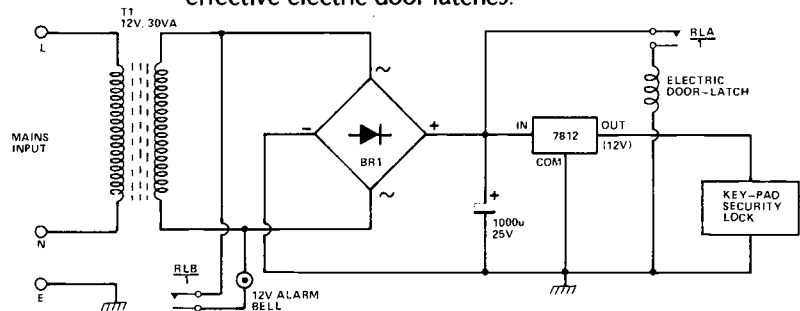 effective electric door latches.
T1
12V, 30VA
L
MAINS
INPUT
N
E
RLB
1
12V ALARM
BELL
~
−
+
BR1
~
+
1000u
25V
IN
7812
OUT
(12V)
COM
RLA
1
ELECTRIC
DOOR-LATCH
KEY-PAD
SECURITY
LOCK